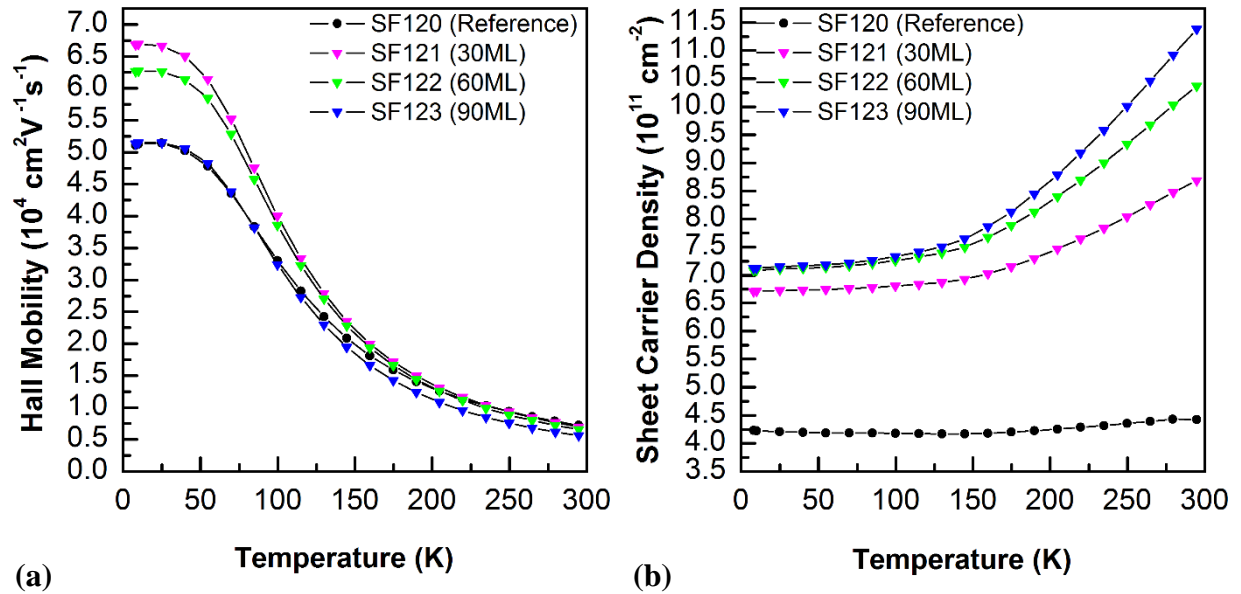 7.0
6.5
6.0
5.5
5.0
4.5
4.0
3.5
3.0
2.5
2.0
1.5
1.0
0.5
0.0
Hall Mobility (10⁴ cm²V⁻¹s⁻¹)
SF120 (Reference)
SF121 (30ML)
SF122 (60ML)
SF123 (90ML)
0 50 100 150 200 250 300
Temperature (K)
(a)
11.5
11.0
10.5
10.0
9.5
9.0
8.5
8.0
7.5
7.0
6.5
6.0
5.5
5.0
4.5
4.0
3.5
Sheet Carrier Density (10¹¹ cm⁻²)
SF120 (Reference)
SF121 (30ML)
SF122 (60ML)
SF123 (90ML)
0 50 100 150 200 250 300
Temperature (K)
(b)